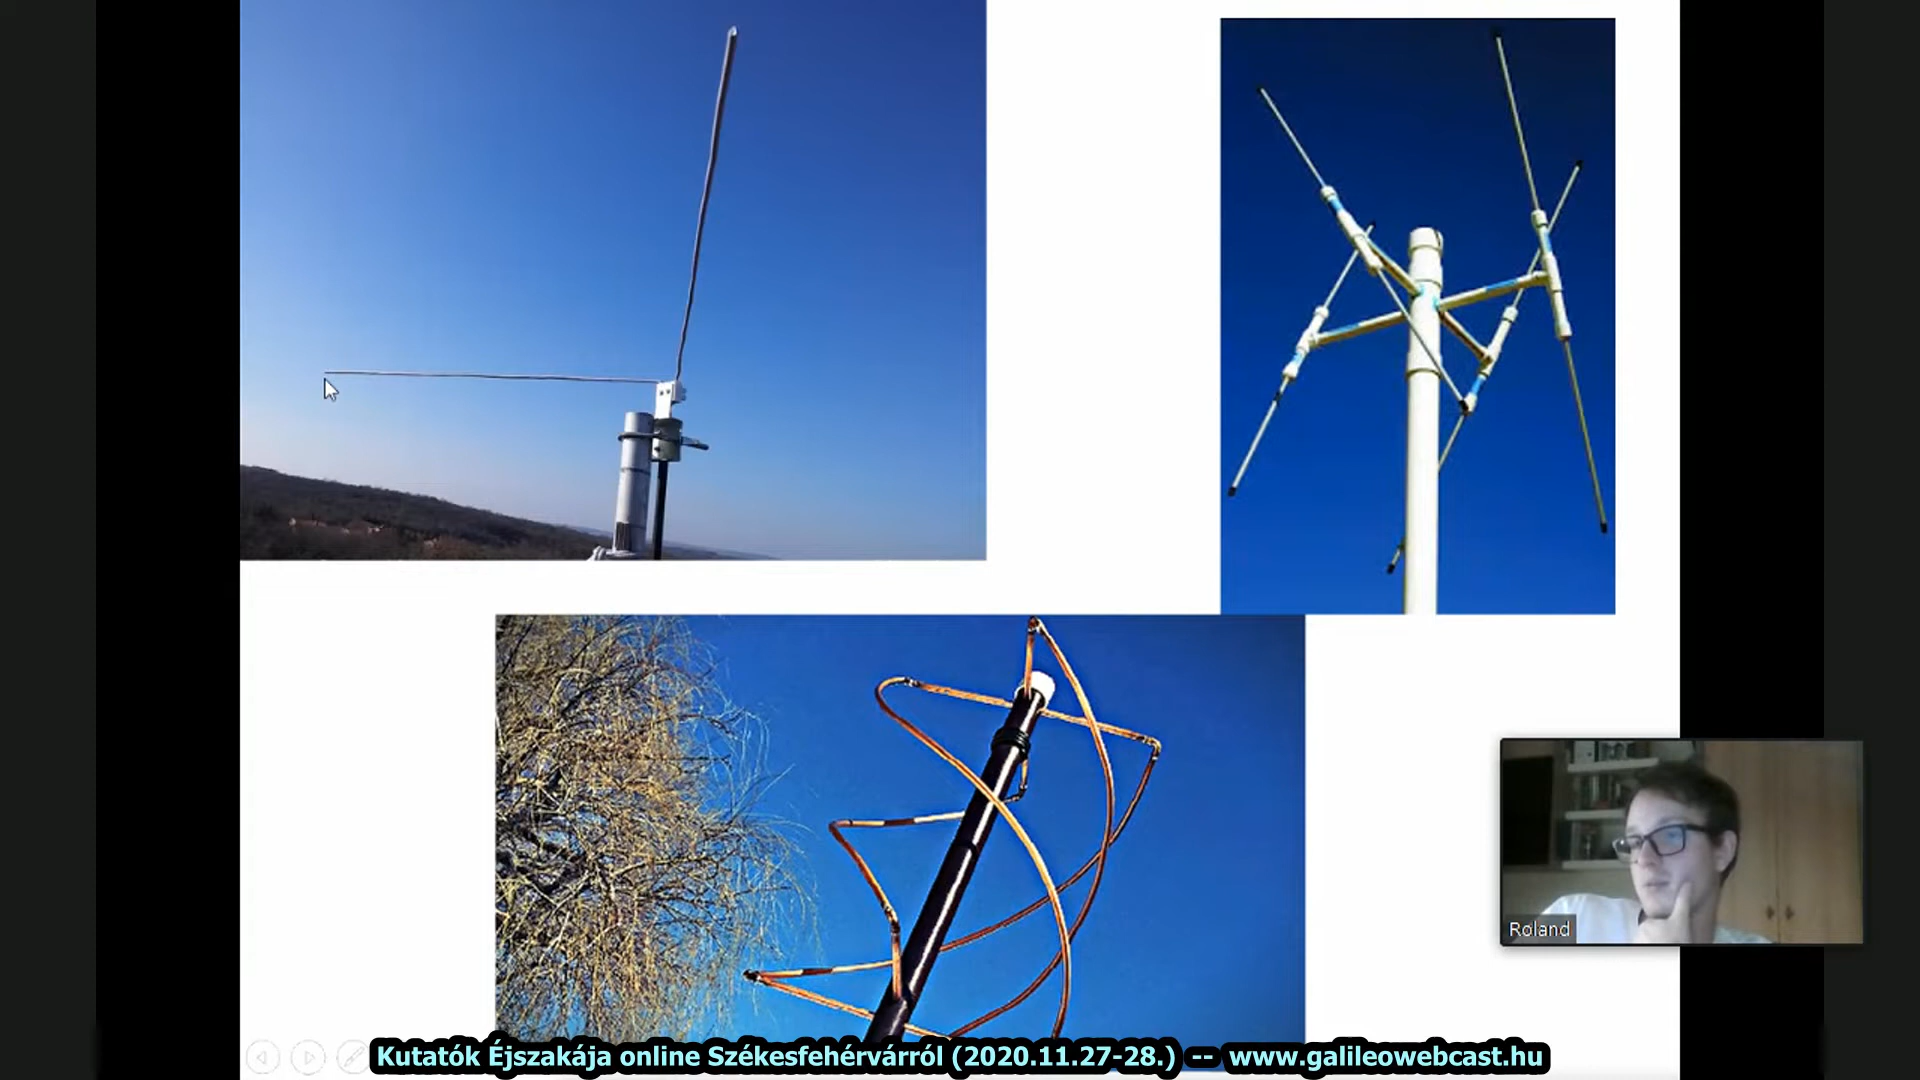 Roland
Kutatók Éjszakája online Székesfehérvárról (2020.11.27-28.) -- www.galileowebcast.hu